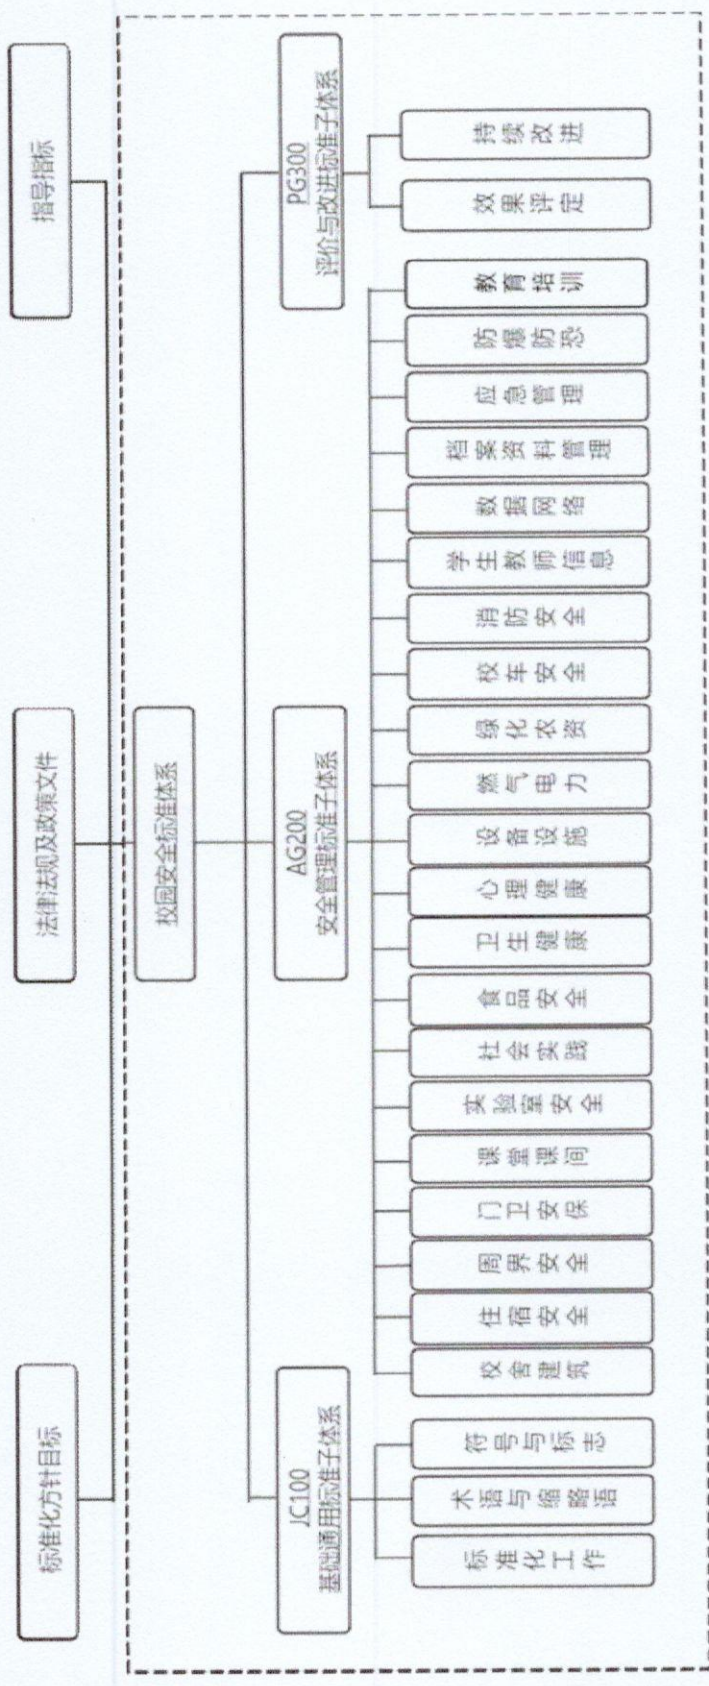 标准化方针目标
法律法规及政策文件
指导指标
校园安全标准体系
JC100
基础通用标准子体系
AG200
安全管理标准子体系
PG300
评价与改进标准子体系
标准化工作
术语与缩略语
符号与标志
校舍建筑
住宿安全
周界安全
门卫安保
课堂课间
实验室安全
社会实践
食品安全
卫生健康
心理健康
设备设施
燃气电力
绿化农资
校车安全
消防安全
学生教师信息
数据网络
档案资料管理
应急管理
防爆防恐
教育培训
效果评定
持续改进